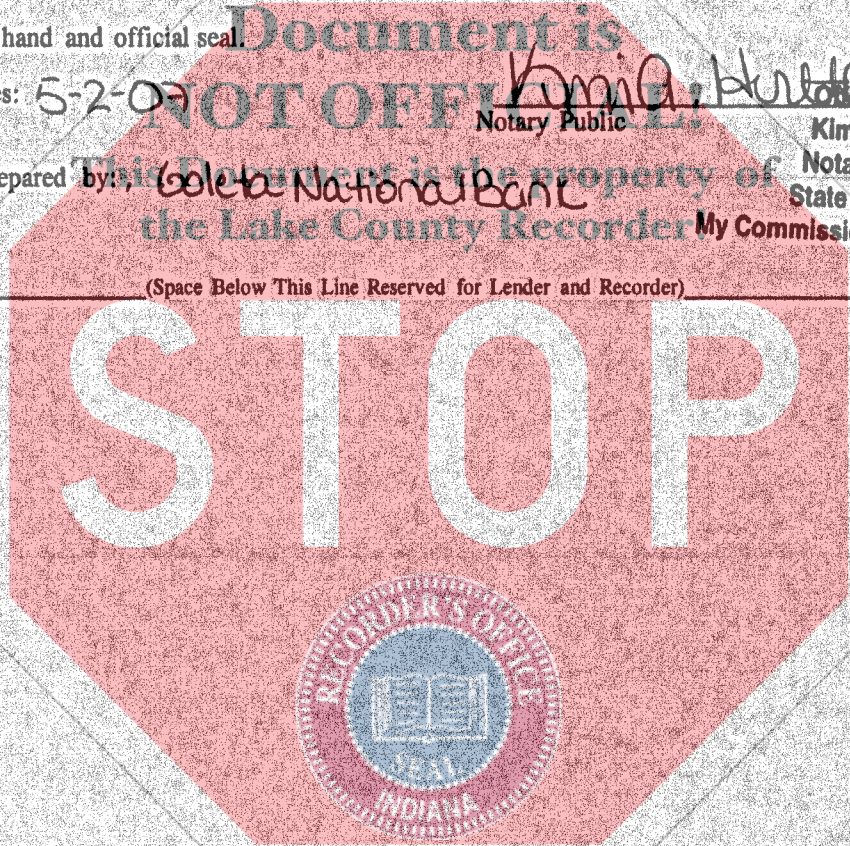 hand and official seal.
Document is
s: 5-2-07
NOT OFFICIAL!
Notary Public
Kim
epared by:, Goleta National Bank
Nota
This Document is the property of
State
the Lake County Recorder!
My Commissi
(Space Below This Line Reserved for Lender and Recorder)
STOP
RECORDER'S OFFICE
SEAL
INDIANA